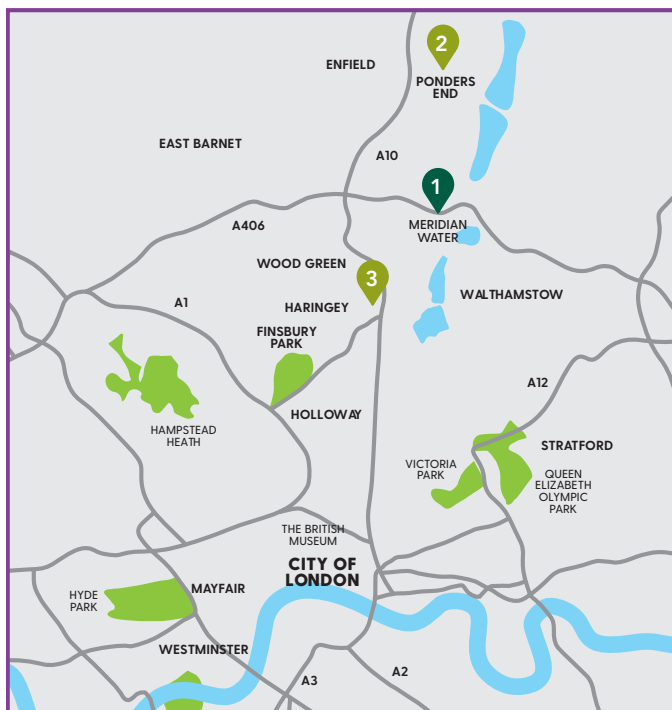 2
ENFIELD
PONDERS
END
EAST BARNET
A10
1
A406
MERIDIAN
WATER
WOOD GREEN
3
WALTHAMSTOW
A1
HARINGEY
FINSBURY
PARK
A12
HOLLOWAY
HAMPSTEAD
HEATH
STRATFORD
VICTORIA
PARK
QUEEN
ELIZABETH
OLYMPIC
PARK
THE BRITISH
MUSEUM
CITY OF
LONDON
MAYFAIR
HYDE
PARK
WESTMINSTER
A3
A2